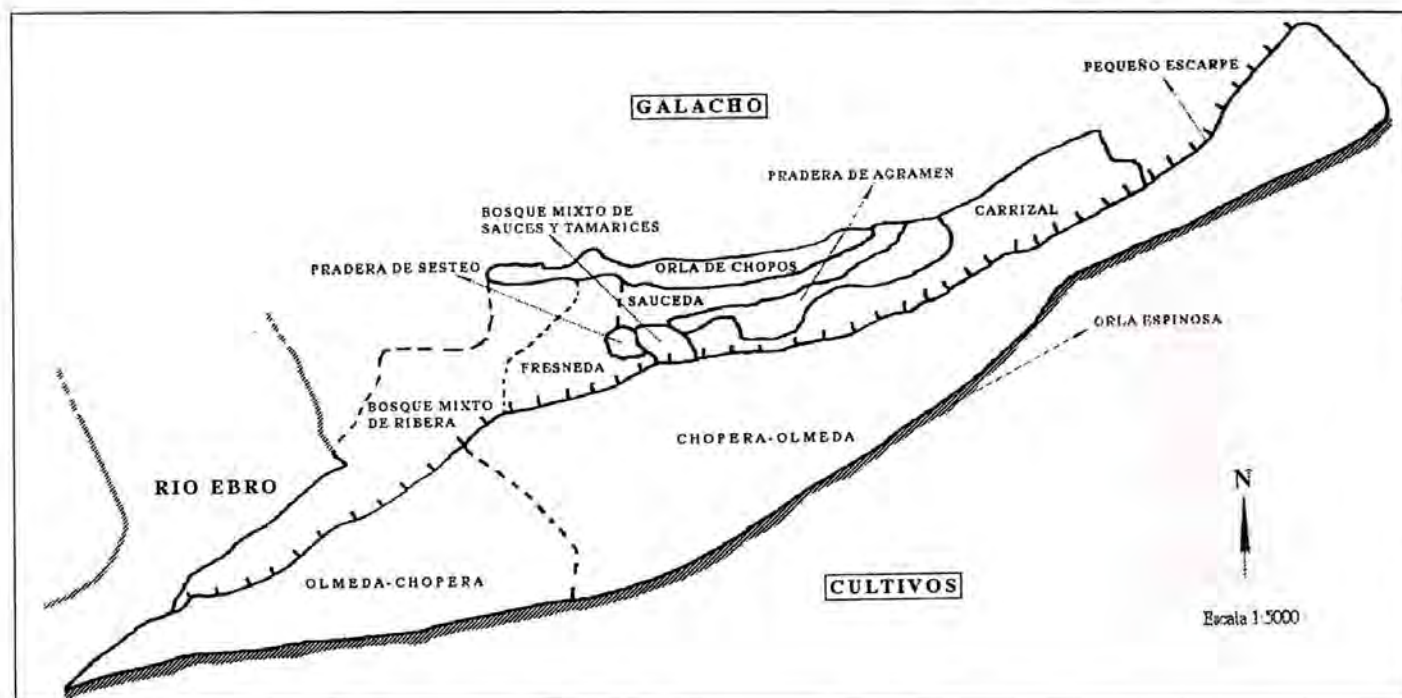 PEQUEÑO ESCARPE
GALACHO
PRADERA DE AGRAMEN
BOSQUE MIXTO DE
SAUCES Y TAMARICES
CARRIZAL
PRADERA DE SESTEO
ORLA DE CHOPOS
SAUCEDA
ORLA ESPINOSA
FRESNEDA
BOSQUE MIXTO
DE RIBERA
CHOPERA-OLMEDA
RIO EBRO
N
OLMEDA-CHOPERA
CULTIVOS
Escala 1:5000